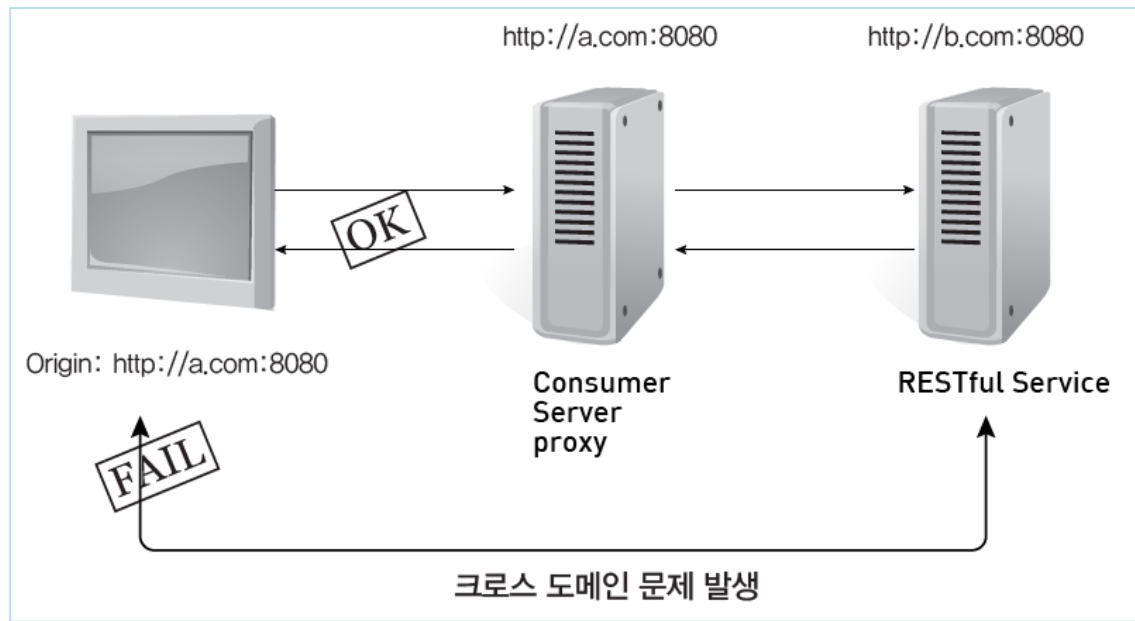 http://a.com:8080
http://b.com:8080
OK
Origin: http://a.com:8080
Consumer
Server
proxy
RESTful Service
FAIL
크로스 도메인 문제 발생